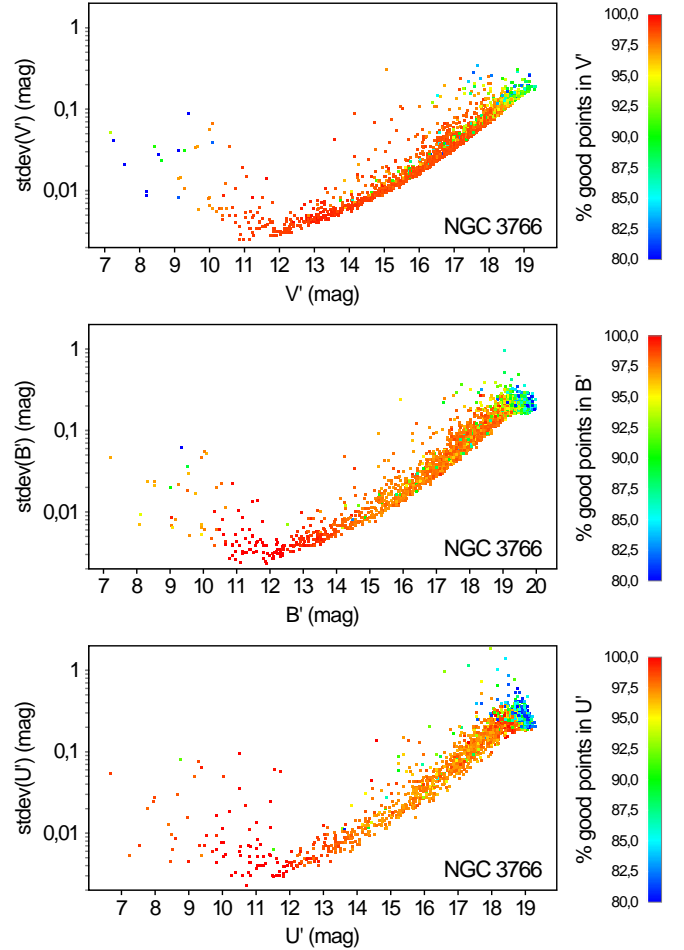 1
0,1
0,01
stdev(V') (mag)
NGC 3766
7 8 9 10 11 12 13 14 15 16 17 18 19
V' (mag)
100,0
97,5
95,0
92,5
90,0
87,5
85,0
82,5
80,0
% good points in V'
1
0,1
0,01
stdev(B') (mag)
NGC 3766
7 8 9 10 11 12 13 14 15 16 17 18 19 20
B' (mag)
100,0
97,5
95,0
92,5
90,0
87,5
85,0
82,5
80,0
% good points in B'
1
0,1
0,01
stdev(U') (mag)
NGC 3766
7 8 9 10 11 12 13 14 15 16 17 18 19
U' (mag)
100,0
97,5
95,0
92,5
90,0
87,5
85,0
82,5
80,0
% good points in U'